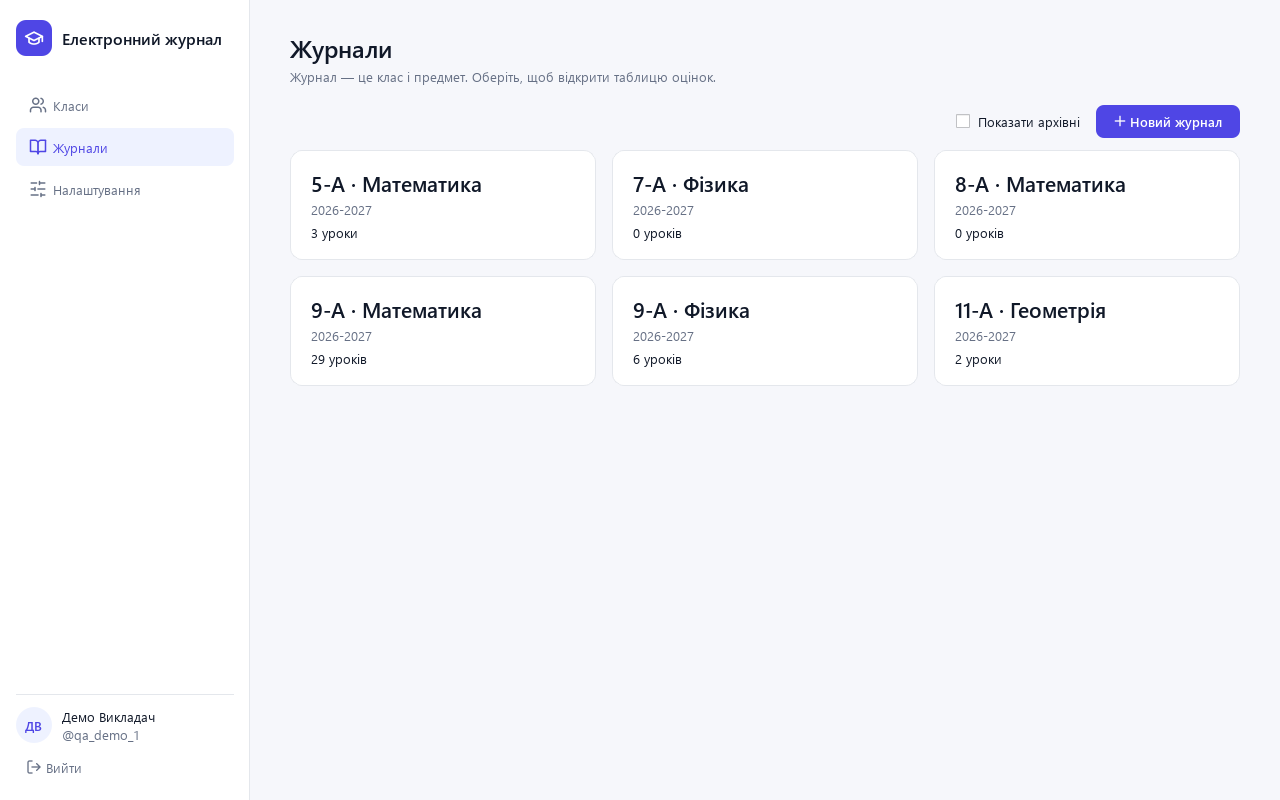 Електронний журнал
Класи
Журнали
Налаштування
Журнали
Журнал — це клас і предмет. Оберіть, щоб відкрити таблицю оцінок.
Показати архівні
+ Новий журнал
5-А · Математика
2026-2027
3 уроки
7-А · Фізика
2026-2027
0 уроків
8-А · Математика
2026-2027
0 уроків
9-А · Математика
2026-2027
29 уроків
9-А · Фізика
2026-2027
6 уроків
11-А · Геометрія
2026-2027
2 уроки
ДВ
Демо Викладач
@qa_demo_1
Вийти